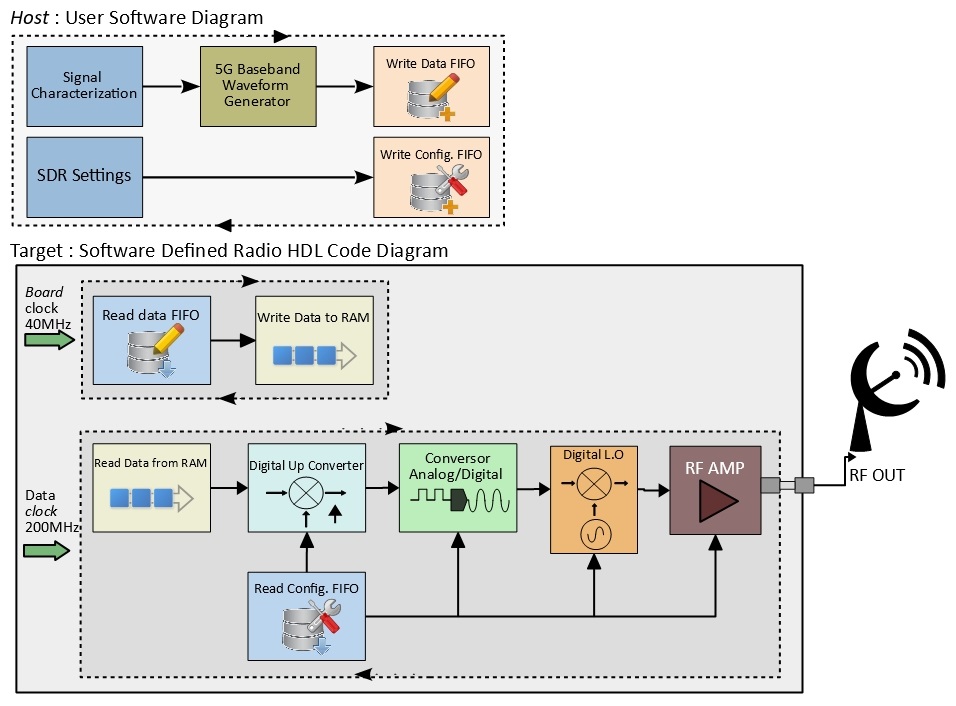 Host : User Software Diagram
Signal
Characterization
5G Baseband
Waveform
Generator
Write Data FIFO
SDR Settings
Write Config. FIFO
Target : Software Defined Radio HDL Code Diagram
Board
clock
40MHz
Read data FIFO
Write Data to RAM
Data
clock
200MHz
Read Data from RAM
Digital Up Converter
Conversor
Analog/Digital
Digital L.O
RF AMP
RF OUT
Read Config. FIFO